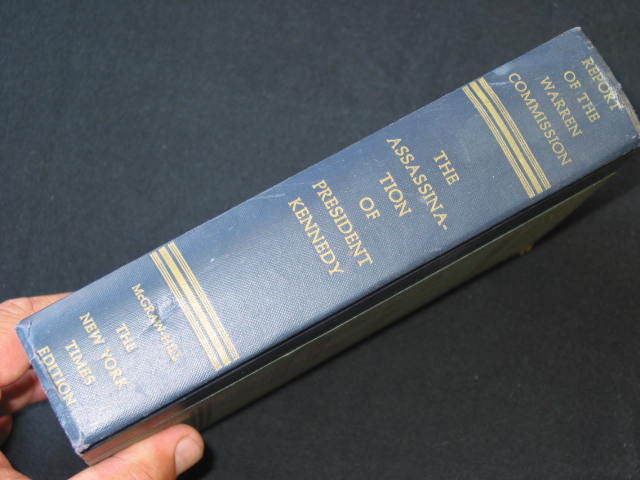 REPORT
OF THE
WARREN
COMMISSION
THE
ASSASSINA-
TION
OF
PRESIDENT
KENNEDY
McGRAW-HILL
THE
NEW YORK
TIMES
EDITION